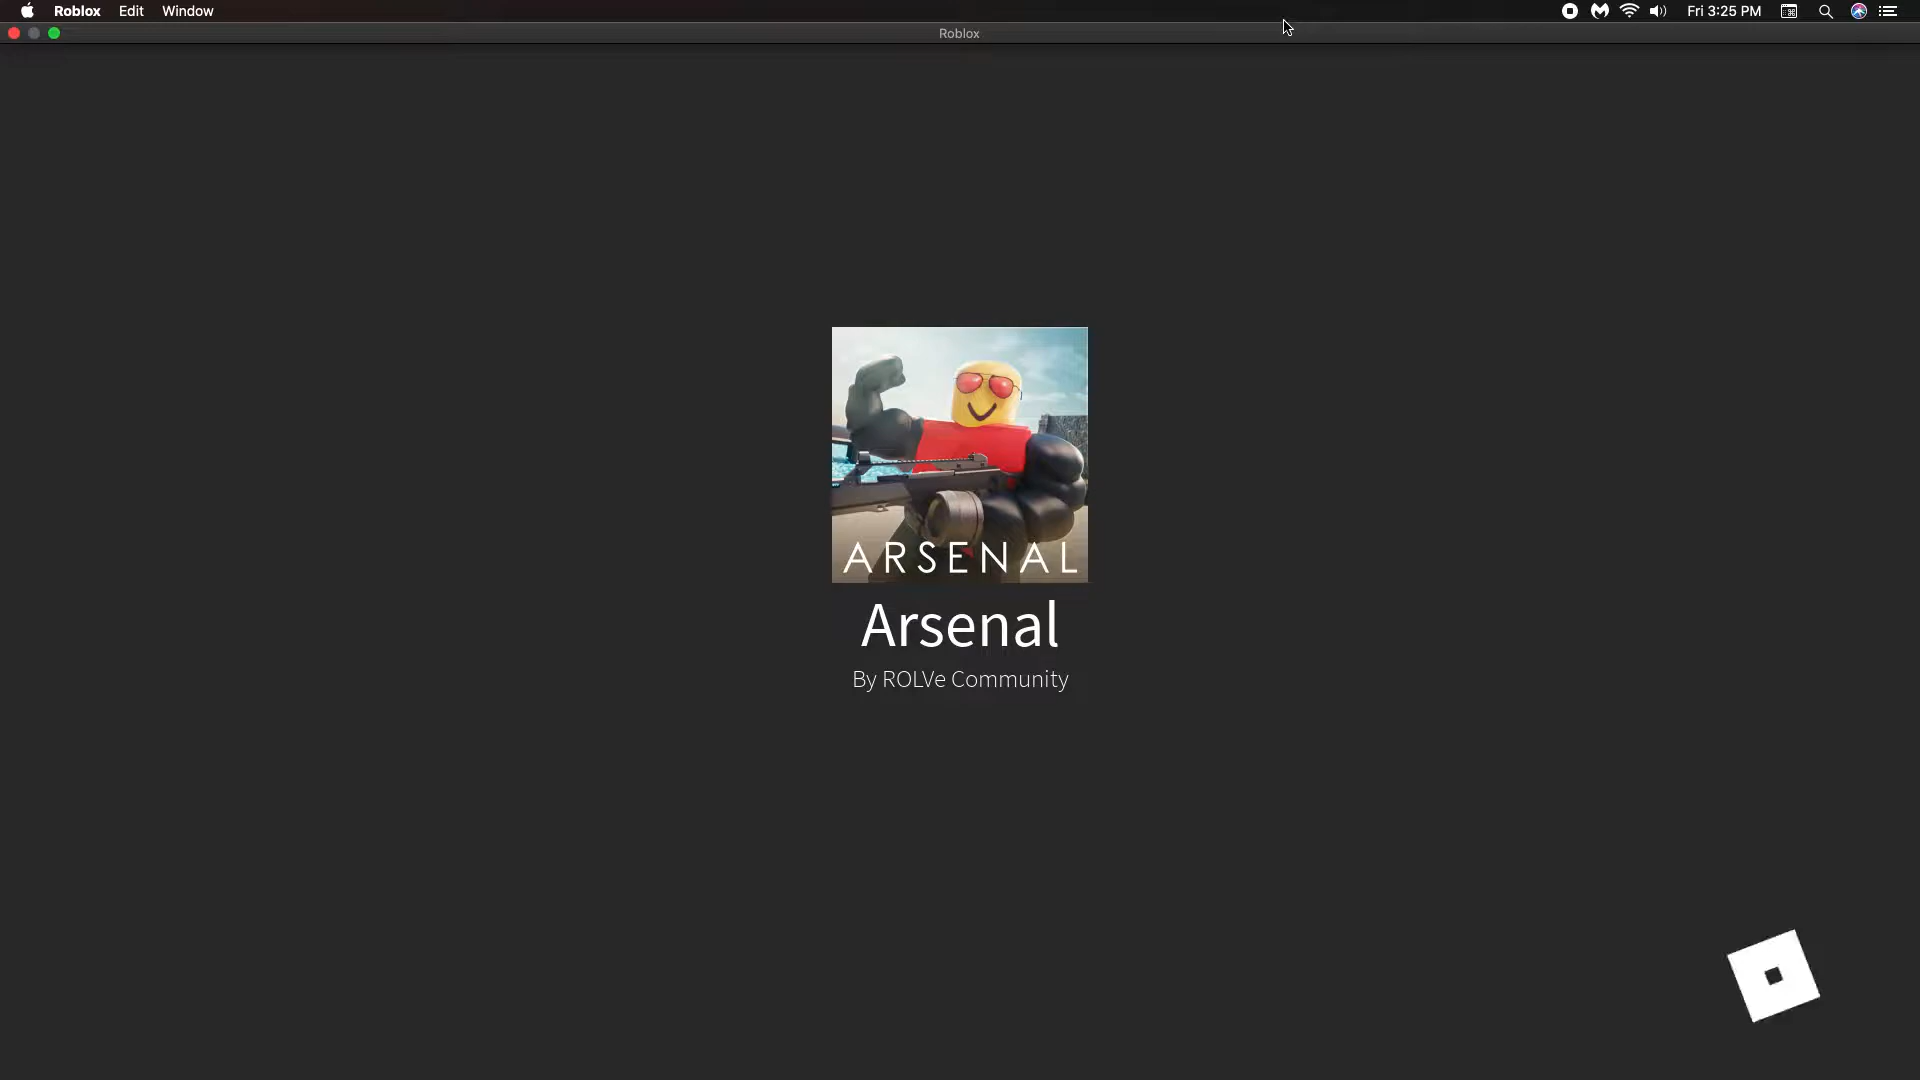 Roblox Edit Window Fri 3:25 PM
Roblox
ARSENAL
Arsenal
By ROLVe Community